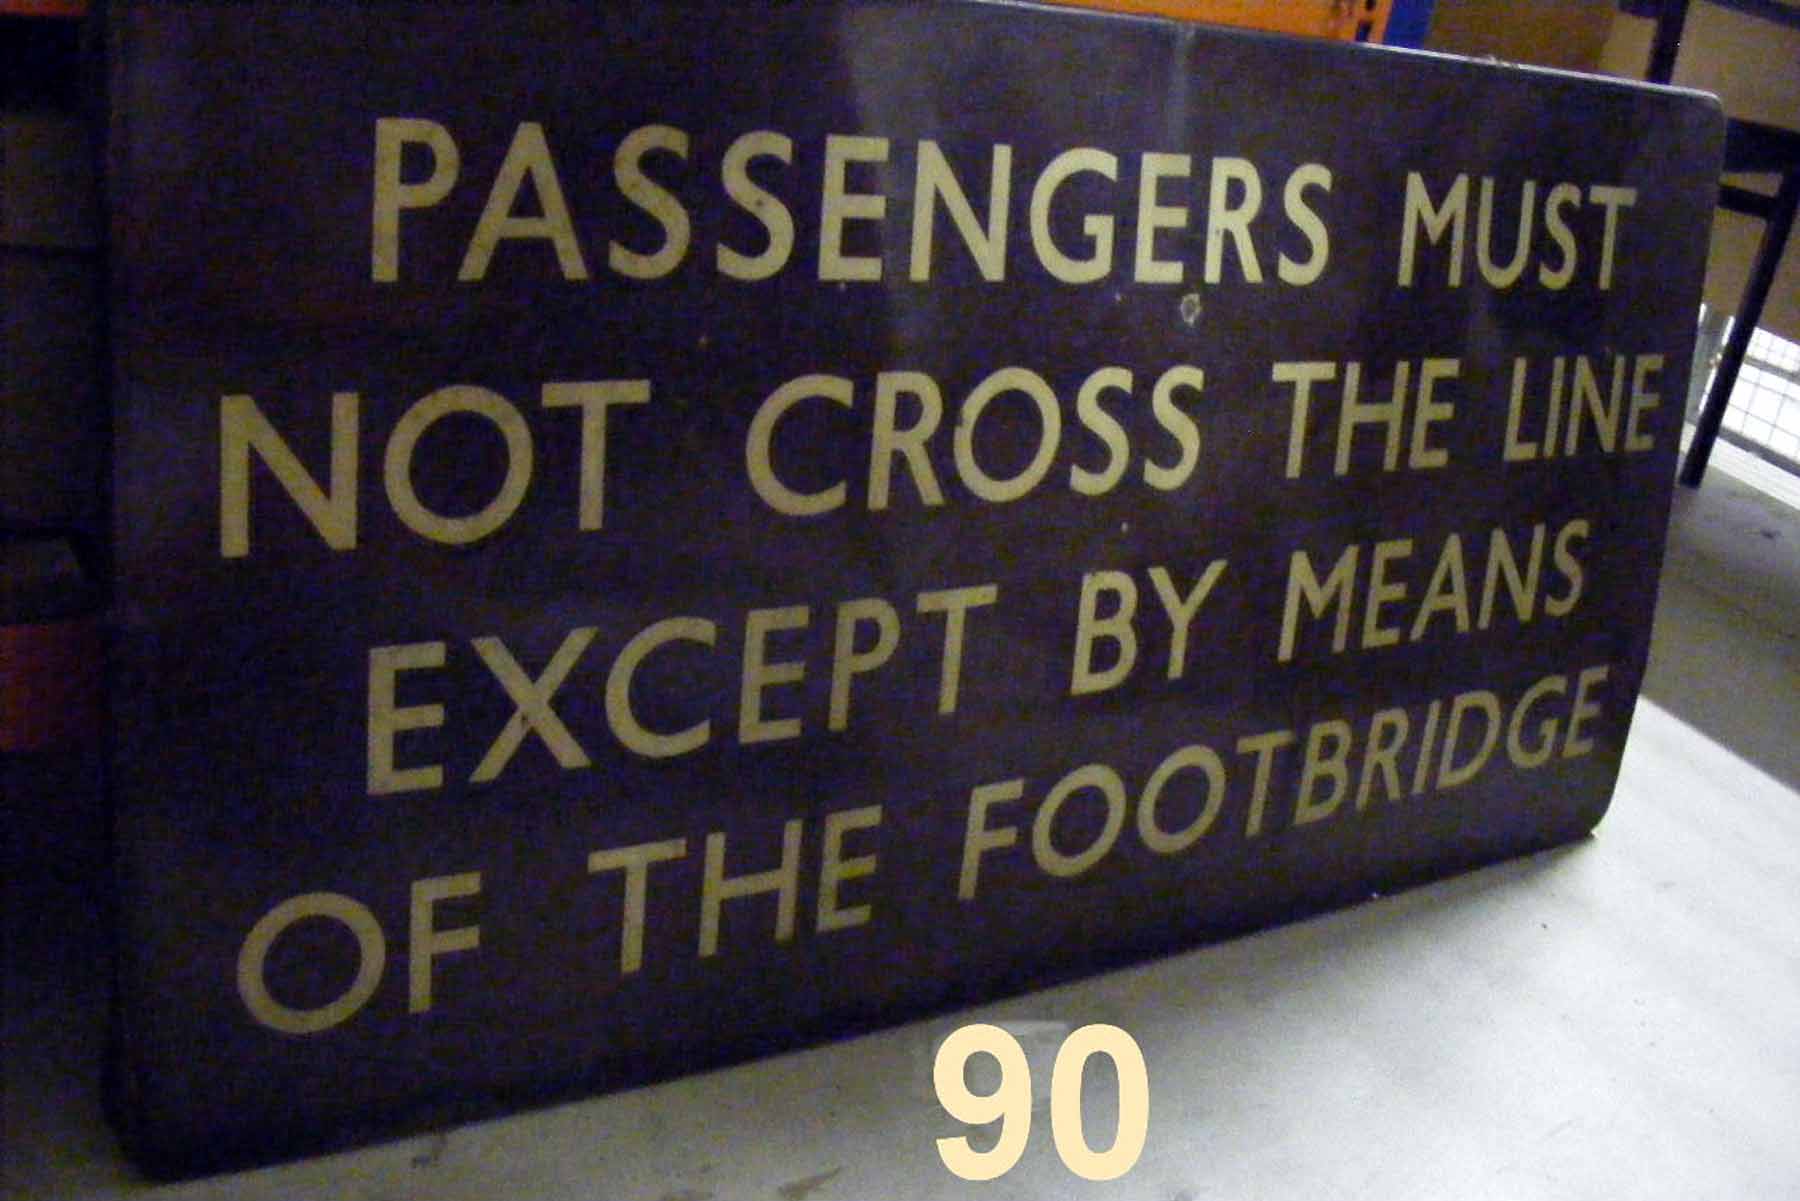 PASSENGERS MUST
NOT CROSS THE LINE
EXCEPT BY MEANS
OF THE FOOTBRIDGE
90